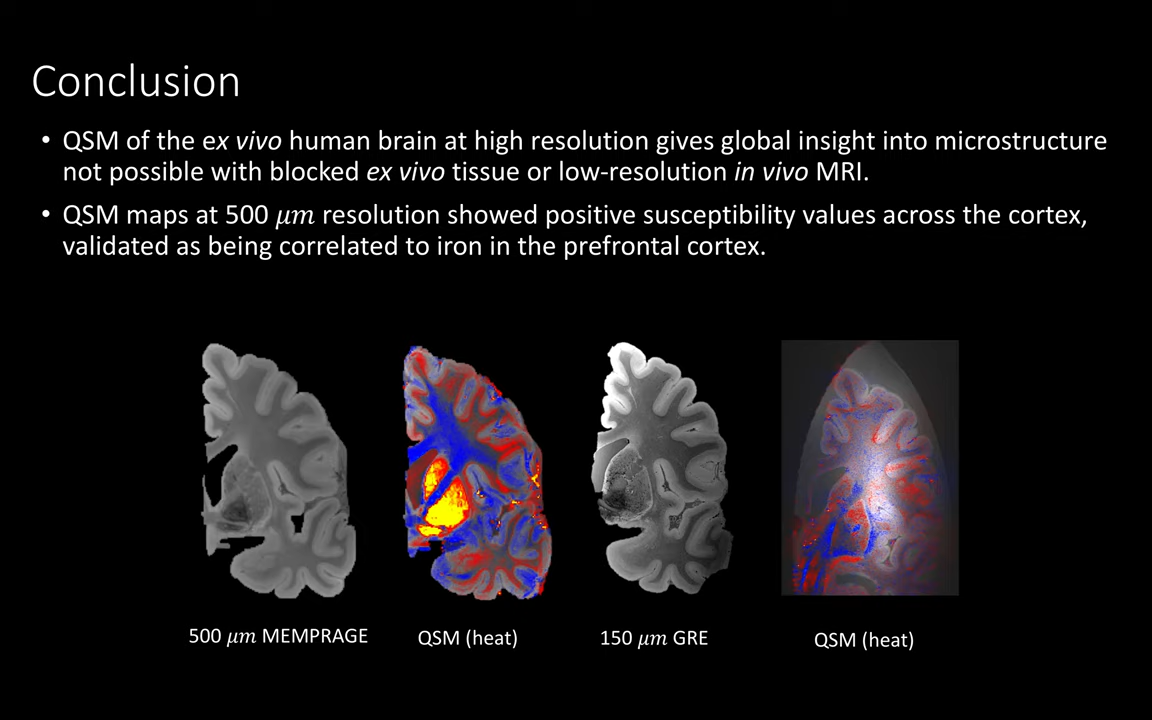 Conclusion
• QSM of the ex vivo human brain at high resolution gives global insight into microstructure
not possible with blocked ex vivo tissue or low-resolution in vivo MRI.
• QSM maps at 500 𝜇𝑚 resolution showed positive susceptibility values across the cortex,
validated as being correlated to iron in the prefrontal cortex.
500 𝜇𝑚 MEMPRAGE
QSM (heat)
150 𝜇𝑚 GRE
QSM (heat)